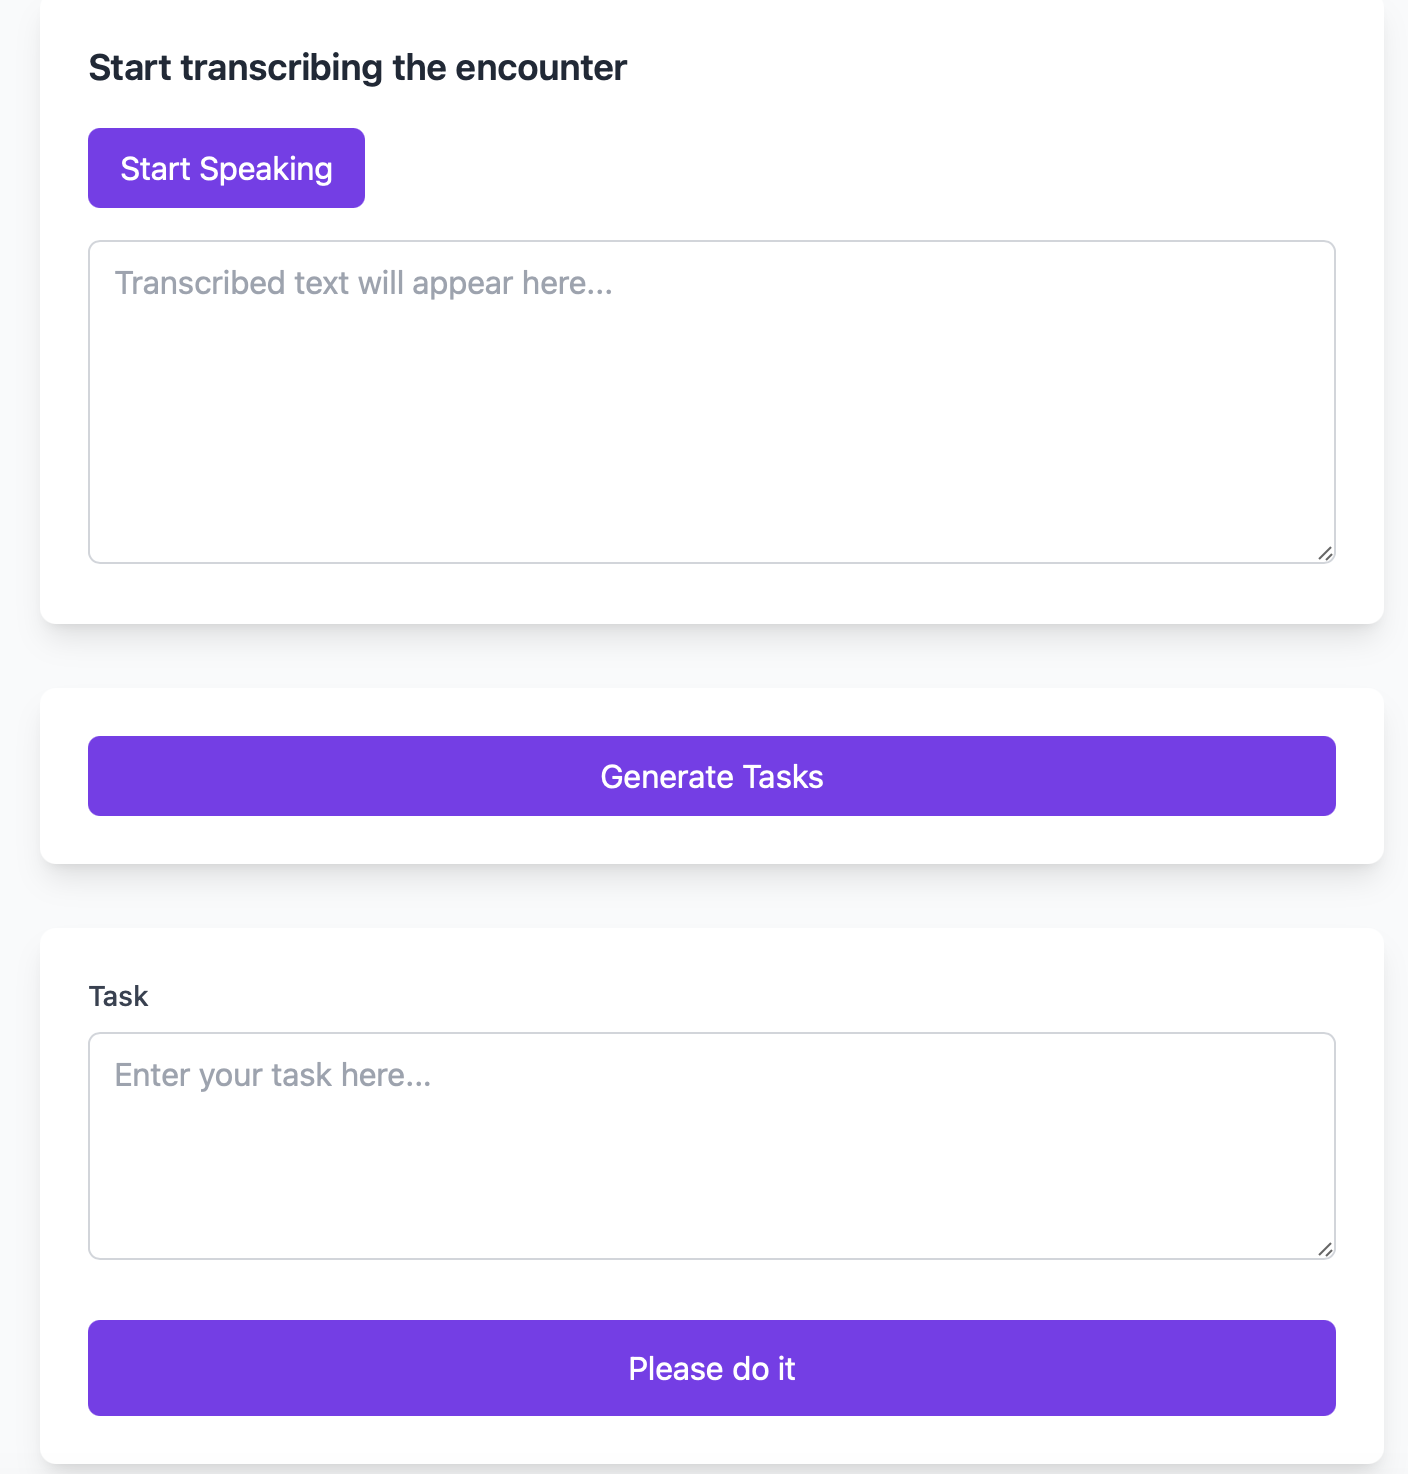 Start transcribing the encounter
Start Speaking
Transcribed text will appear here...
Generate Tasks
Task
Enter your task here...
Please do it